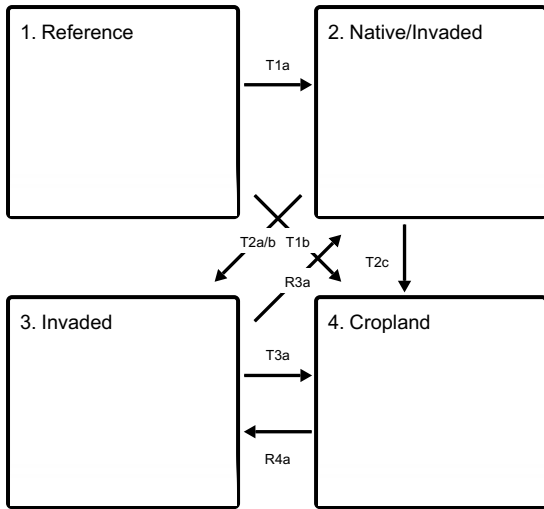 1. Reference
2. Native/Invaded
T1a
T2a/b
T1b
T2c
R3a
3. Invaded
4. Cropland
T3a
R4a